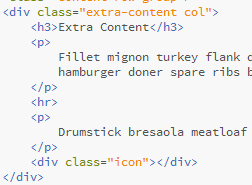 <div class="extra-content col">
<h3>Extra Content</h3>
<p>
Fillet mignon turkey flank
hamburger doner spare ribs
</p>
<hr>
<p>
Drumstick bresaola meatloaf
</p>
<div class="icon"></div>
</div>